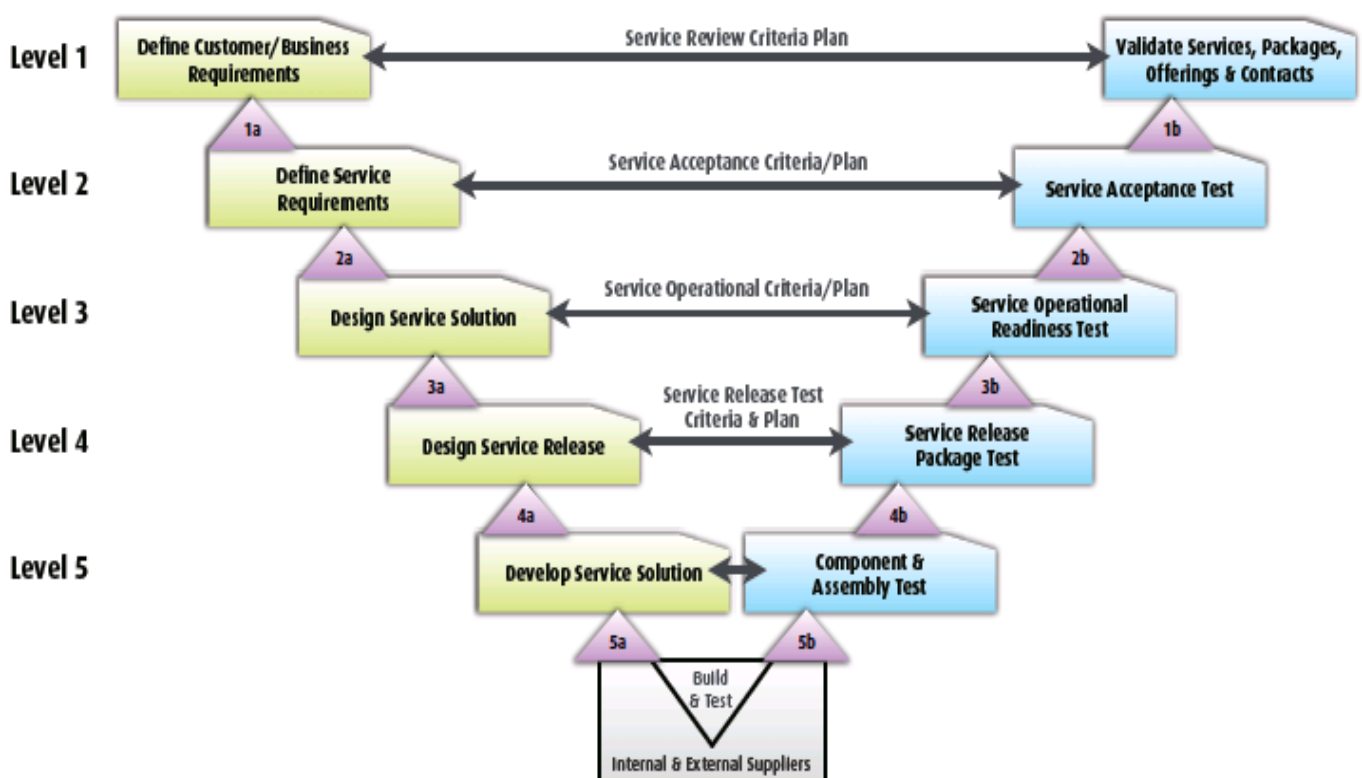 Level 1
Define Customer/Business
Requirements
Service Review Criteria Plan
Validate Services, Packages,
Offerings & Contracts
1a
1b
Level 2
Define Service
Requirements
Service Acceptance Criteria/Plan
Service Acceptance Test
2a
2b
Level 3
Design Service Solution
Service Operational Criteria/Plan
Service Operational
Readiness Test
3a
3b
Level 4
Design Service Release
Service Release Test
Criteria & Plan
Service Release
Package Test
4a
4b
Level 5
Develop Service Solution
Component &
Assembly Test
5a
5b
Build
& Test
Internal & External Suppliers